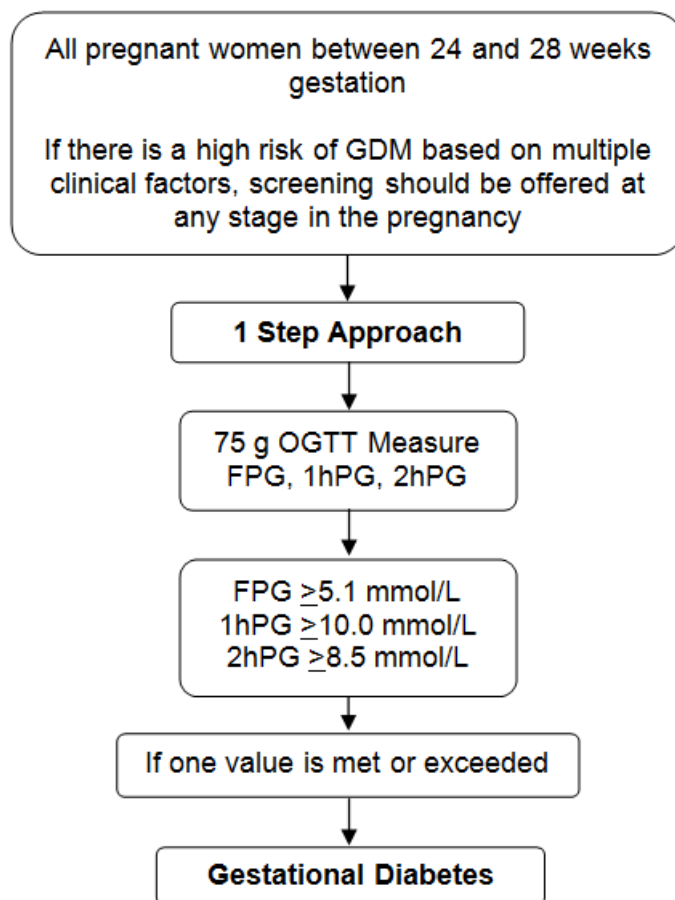 All pregnant women between 24 and 28 weeks
gestation
If there is a high risk of GDM based on multiple
clinical factors, screening should be offered at
any stage in the pregnancy
1 Step Approach
75 g OGTT Measure
FPG, 1hPG, 2hPG
FPG ≥5.1 mmol/L
1hPG ≥10.0 mmol/L
2hPG ≥8.5 mmol/L
If one value is met or exceeded
Gestational Diabetes